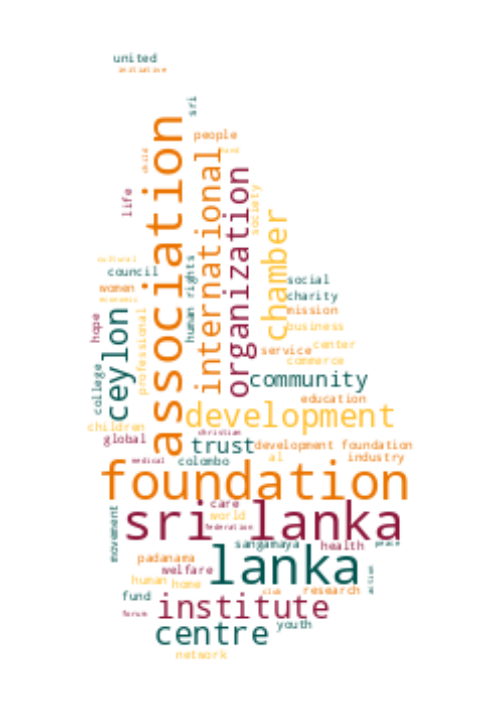 united
initiative
sri
people
child
fund
association
international
organization
life
society
chamber
cultural
council
human rights
social
women
charity
economic
mission
hope
ceylon
professional
business
service
center
commerce
college
community
education
children
development
global
christian
trust
development foundation
medical
colombo
al
industry
foundation
care
sri lanka
world
federation
movement
sangamaya
health
peace
padanama
lanka
welfare
action
human
home
club
research
fund
institute
forum
centre
youth
network